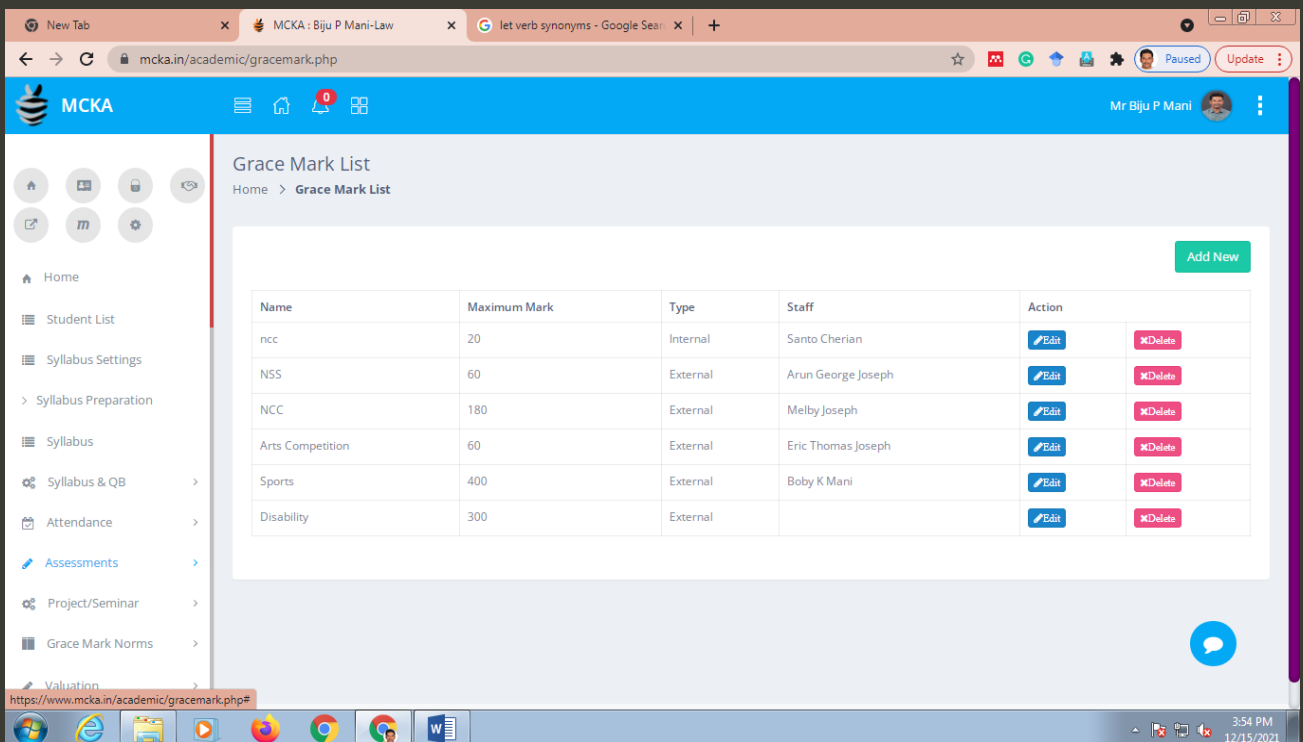 New Tab
MCKA : Biju P Mani-Law
let verb synonyms - Google Sear
mcka.in/academic/gracemark.php
Paused
Update
MCKA
0
Mr Biju P Mani
Grace Mark List
Home > Grace Mark List
m
Home
Student List
Syllabus Settings
> Syllabus Preparation
Syllabus
Syllabus & QB >
Attendance >
Assessments >
Project/Seminar >
Grace Mark Norms >
Valuation >
Add New
Name Maximum Mark Type Staff Action
ncc 20 Internal Santo Cherian Edit Delete
NSS 60 External Arun George Joseph Edit Delete
NCC 180 External Melby Joseph Edit Delete
Arts Competition 60 External Eric Thomas Joseph Edit Delete
Sports 400 External Boby K Mani Edit Delete
Disability 300 External Edit Delete
https://www.mcka.in/academic/gracemark.php#
3:54 PM
12/15/2021